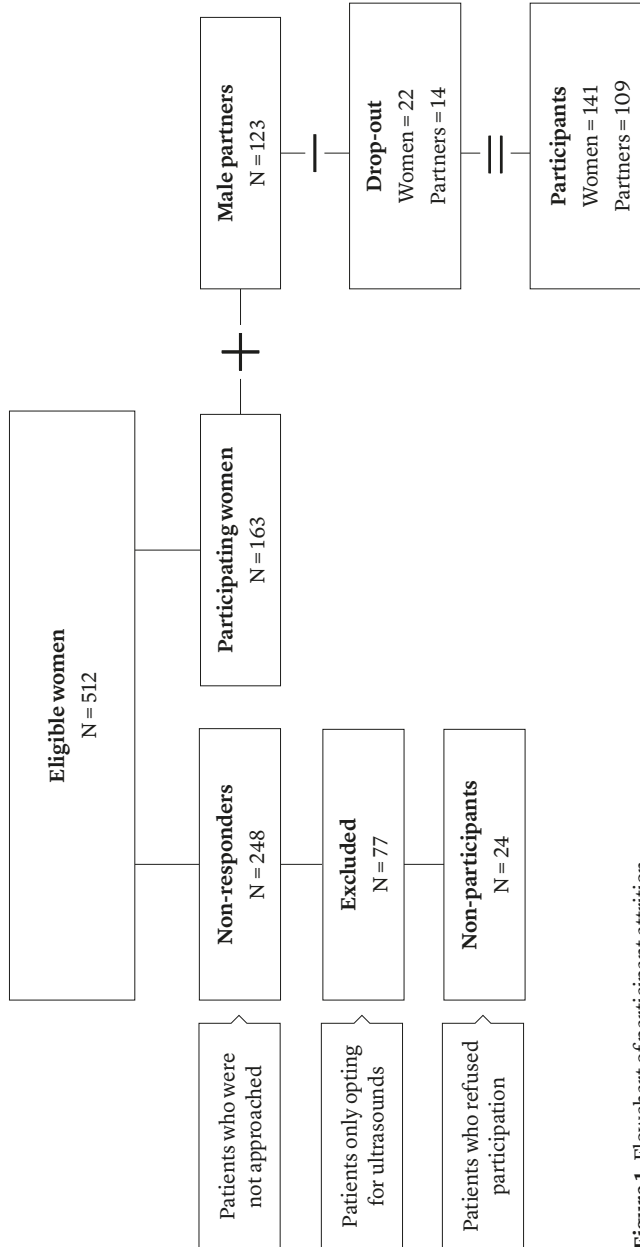 Eligible women
N = 512
Patients who were
not approached
Non-responders
N = 248
Participating women
N = 163
+
Male partners
N = 123
Patients only opting
for ultrasounds
Excluded
N = 77
–
Drop-out
Women = 22
Partners = 14
Patients who refused
participation
Non-participants
N = 24
=
Participants
Women = 141
Partners = 109
Figure 1. Flowchart of participant attrition